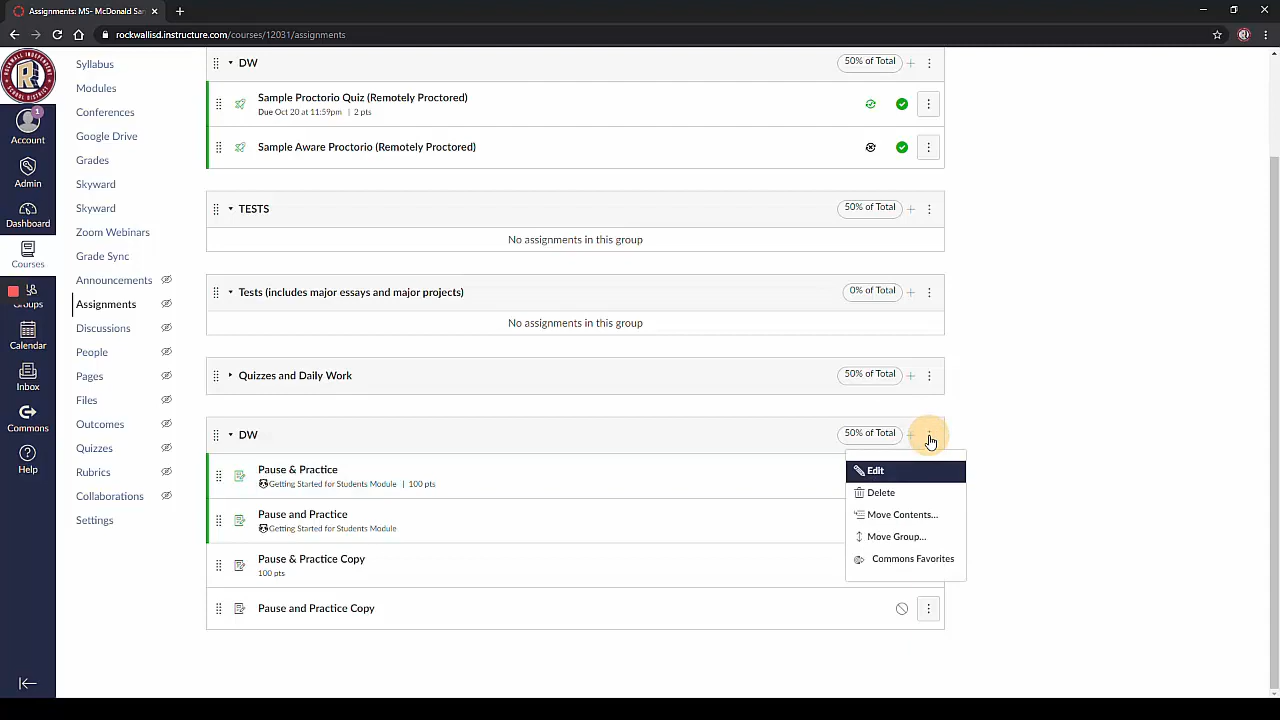 Assignments: MS- McDonald Sar
rockwallisd.instructure.com/courses/12031/assignments
ROCKWALL INDEPENDENT
SCHOOL DISTRICT
R
1
Account
Admin
Dashboard
Courses
Groups
Calendar
Inbox
Commons
Help
Syllabus
Modules
Conferences
Google Drive
Grades
Skyward
Skyward
Zoom Webinars
Grade Sync
Announcements
Assignments
Discussions
People
Pages
Files
Outcomes
Quizzes
Rubrics
Collaborations
Settings
DW 50% of Total
Sample Proctorio Quiz (Remotely Proctored)
Due Oct 20 at 11:59pm | 2 pts
Sample Aware Proctorio (Remotely Proctored)
TESTS 50% of Total
No assignments in this group
Tests (includes major essays and major projects) 0% of Total
No assignments in this group
Quizzes and Daily Work 50% of Total
DW 50% of Total
Pause & Practice
Getting Started for Students Module | 100 pts
Pause and Practice
Getting Started for Students Module
Pause & Practice Copy
100 pts
Pause and Practice Copy
Edit
Delete
Move Contents...
Move Group...
Commons Favorites